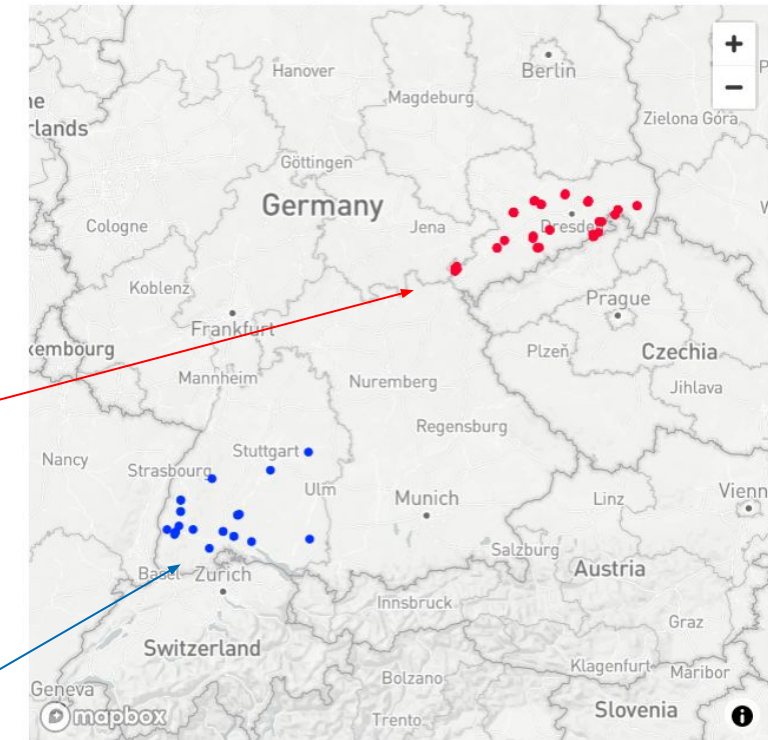 Hanover
Berlin
P
Magdeburg
ne
rlands
Zielona Góra
Göttingen
Germany
Cologne
Jena
Dresde
Koblenz
Prague
Frankfurt
xembourg
Plzeň
Czechia
Mannheim
Nuremberg
Jihlava
Regensburg
Nancy
Strasbourg
Stuttgart
Ulm
Munich
Linz
Vienn
Salzburg
Austria
Basel
Zurich
Innsbruck
Graz
Switzerland
Klagenfurt
Maribor
Bolzano
Geneva
Slovenia
mapbox
Trento